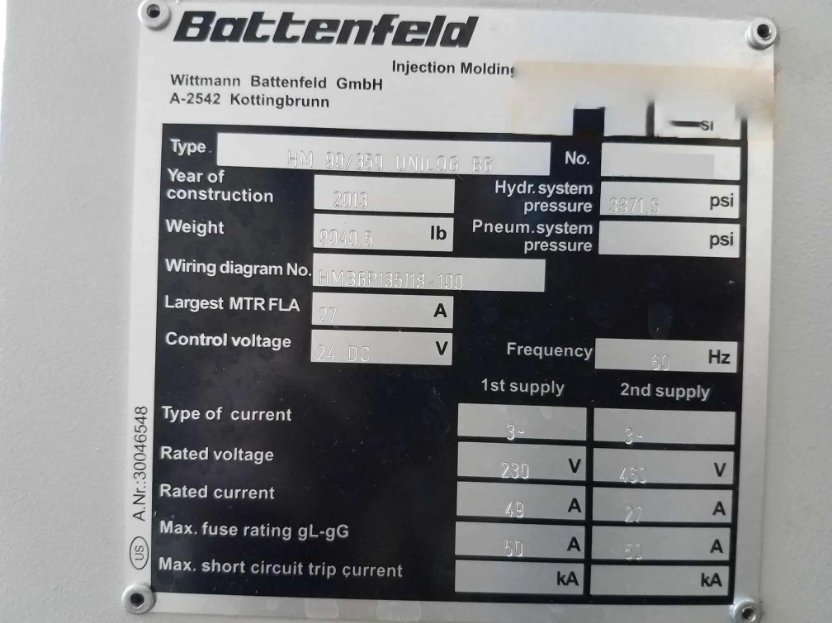 Battenfeld
Injection Molding
Wittmann Battenfeld GmbH
A-2542 Kottingbrunn
si
Type HM 90/350 UNILOG B6 No.
Year of construction 2013 Hydr.system pressure psi
Weight lb Pneum.system pressure psi
Wiring diagram No.
Largest MTR FLA 27 A
Control voltage 24 DC V Frequency 60 Hz
1st supply 2nd supply
Type of current 3~ 3~
Rated voltage 230 V 460 V
Rated current 49 A A
Max. fuse rating gL-gG 50 A A
Max. short circuit trip current kA kA
A.Nr.:30046548
US